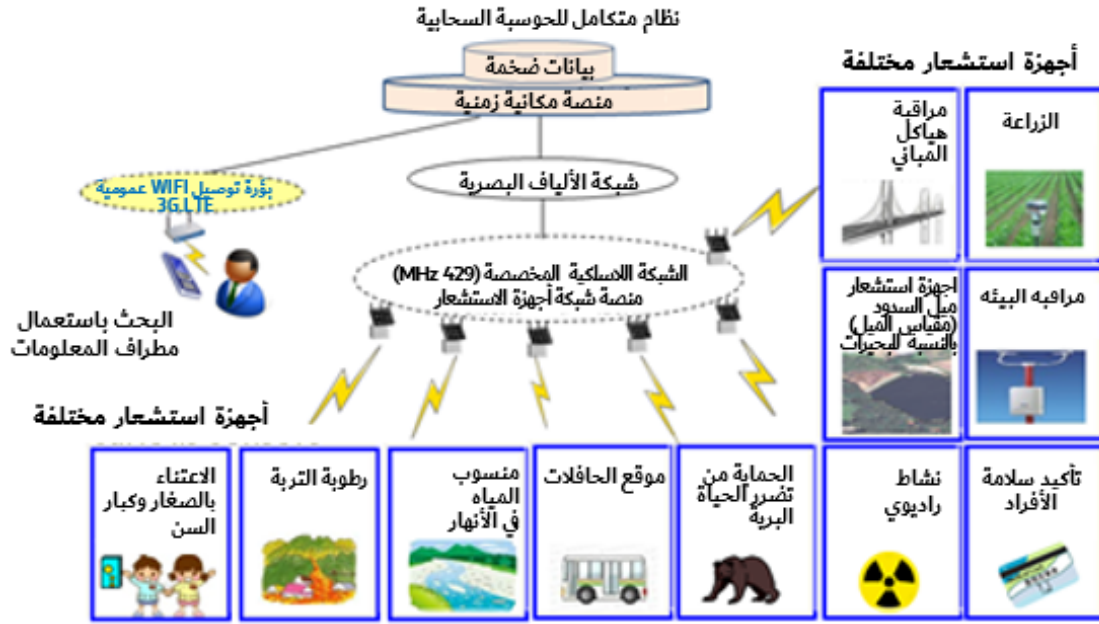 نظام متكامل للحوسبة السحابية
بيانات ضخمة
منصة مكانية زمنية
أجهزة استشعار مختلفة
مراقبة
هياكل
المباني
الزراعة
شبكة الألياف البصرية
بؤرة توصيل WIFI عمومية
3G,LTE
الشبكة اللاسلكية المخصصة (429 MHz)
منصة شبكة أجهزة الاستشعار
اجهزة استشعار
ميل السدود
(مقياس الميل)
بالنسبة للبحيرات
مراقبه البيئه
البحث باستعمال
مطراف المعلومات
أجهزة استشعار مختلفة
الاعتناء
بالصغار وكبار
السن
رطوبة التربة
منسوب
المياه
في الأنهار
موقع الحافلات
الحماية من
تضرر الحياة
البرية
نشاط
راديوي
تأكيد سلامة
الأفراد